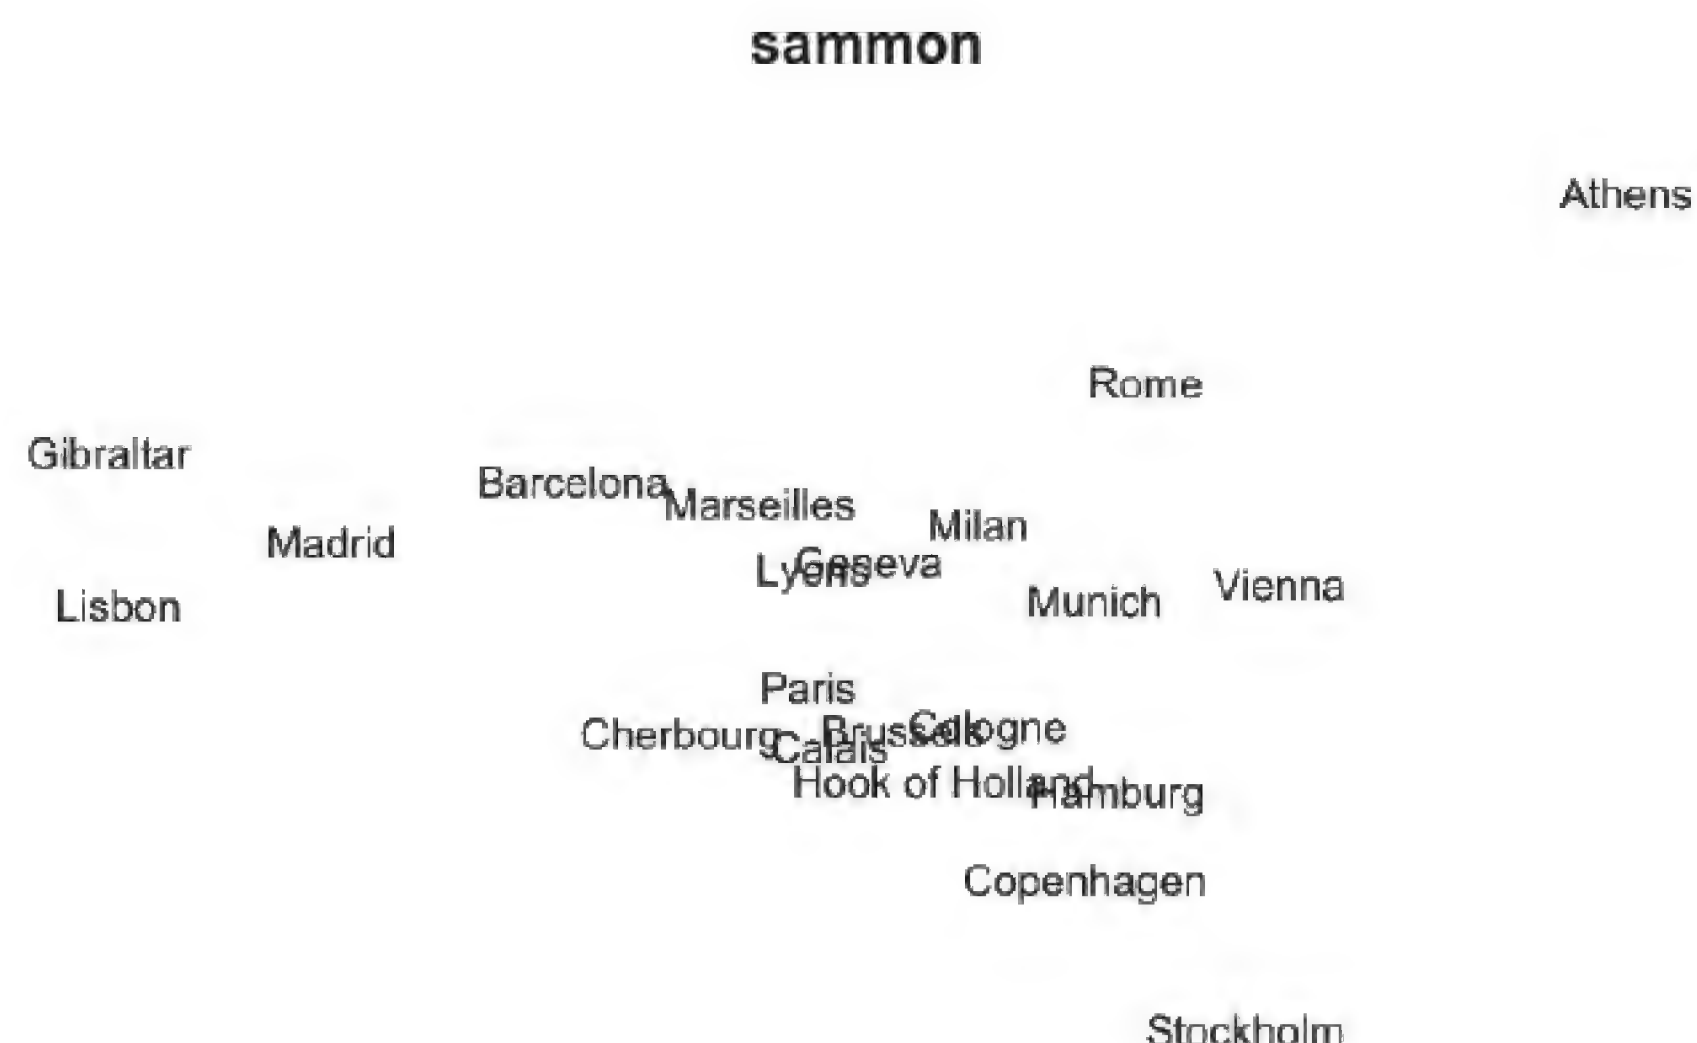 sammon
Athens
Rome
Gibraltar
Barcelona
Marseilles
Milan
Madrid
Geneva
Lyons
Vienna
Munich
Lisbon
Paris
Cologne
Brussels
Cherbourg
Calais
Hook of Holland
Hamburg
Copenhagen
Stockholm